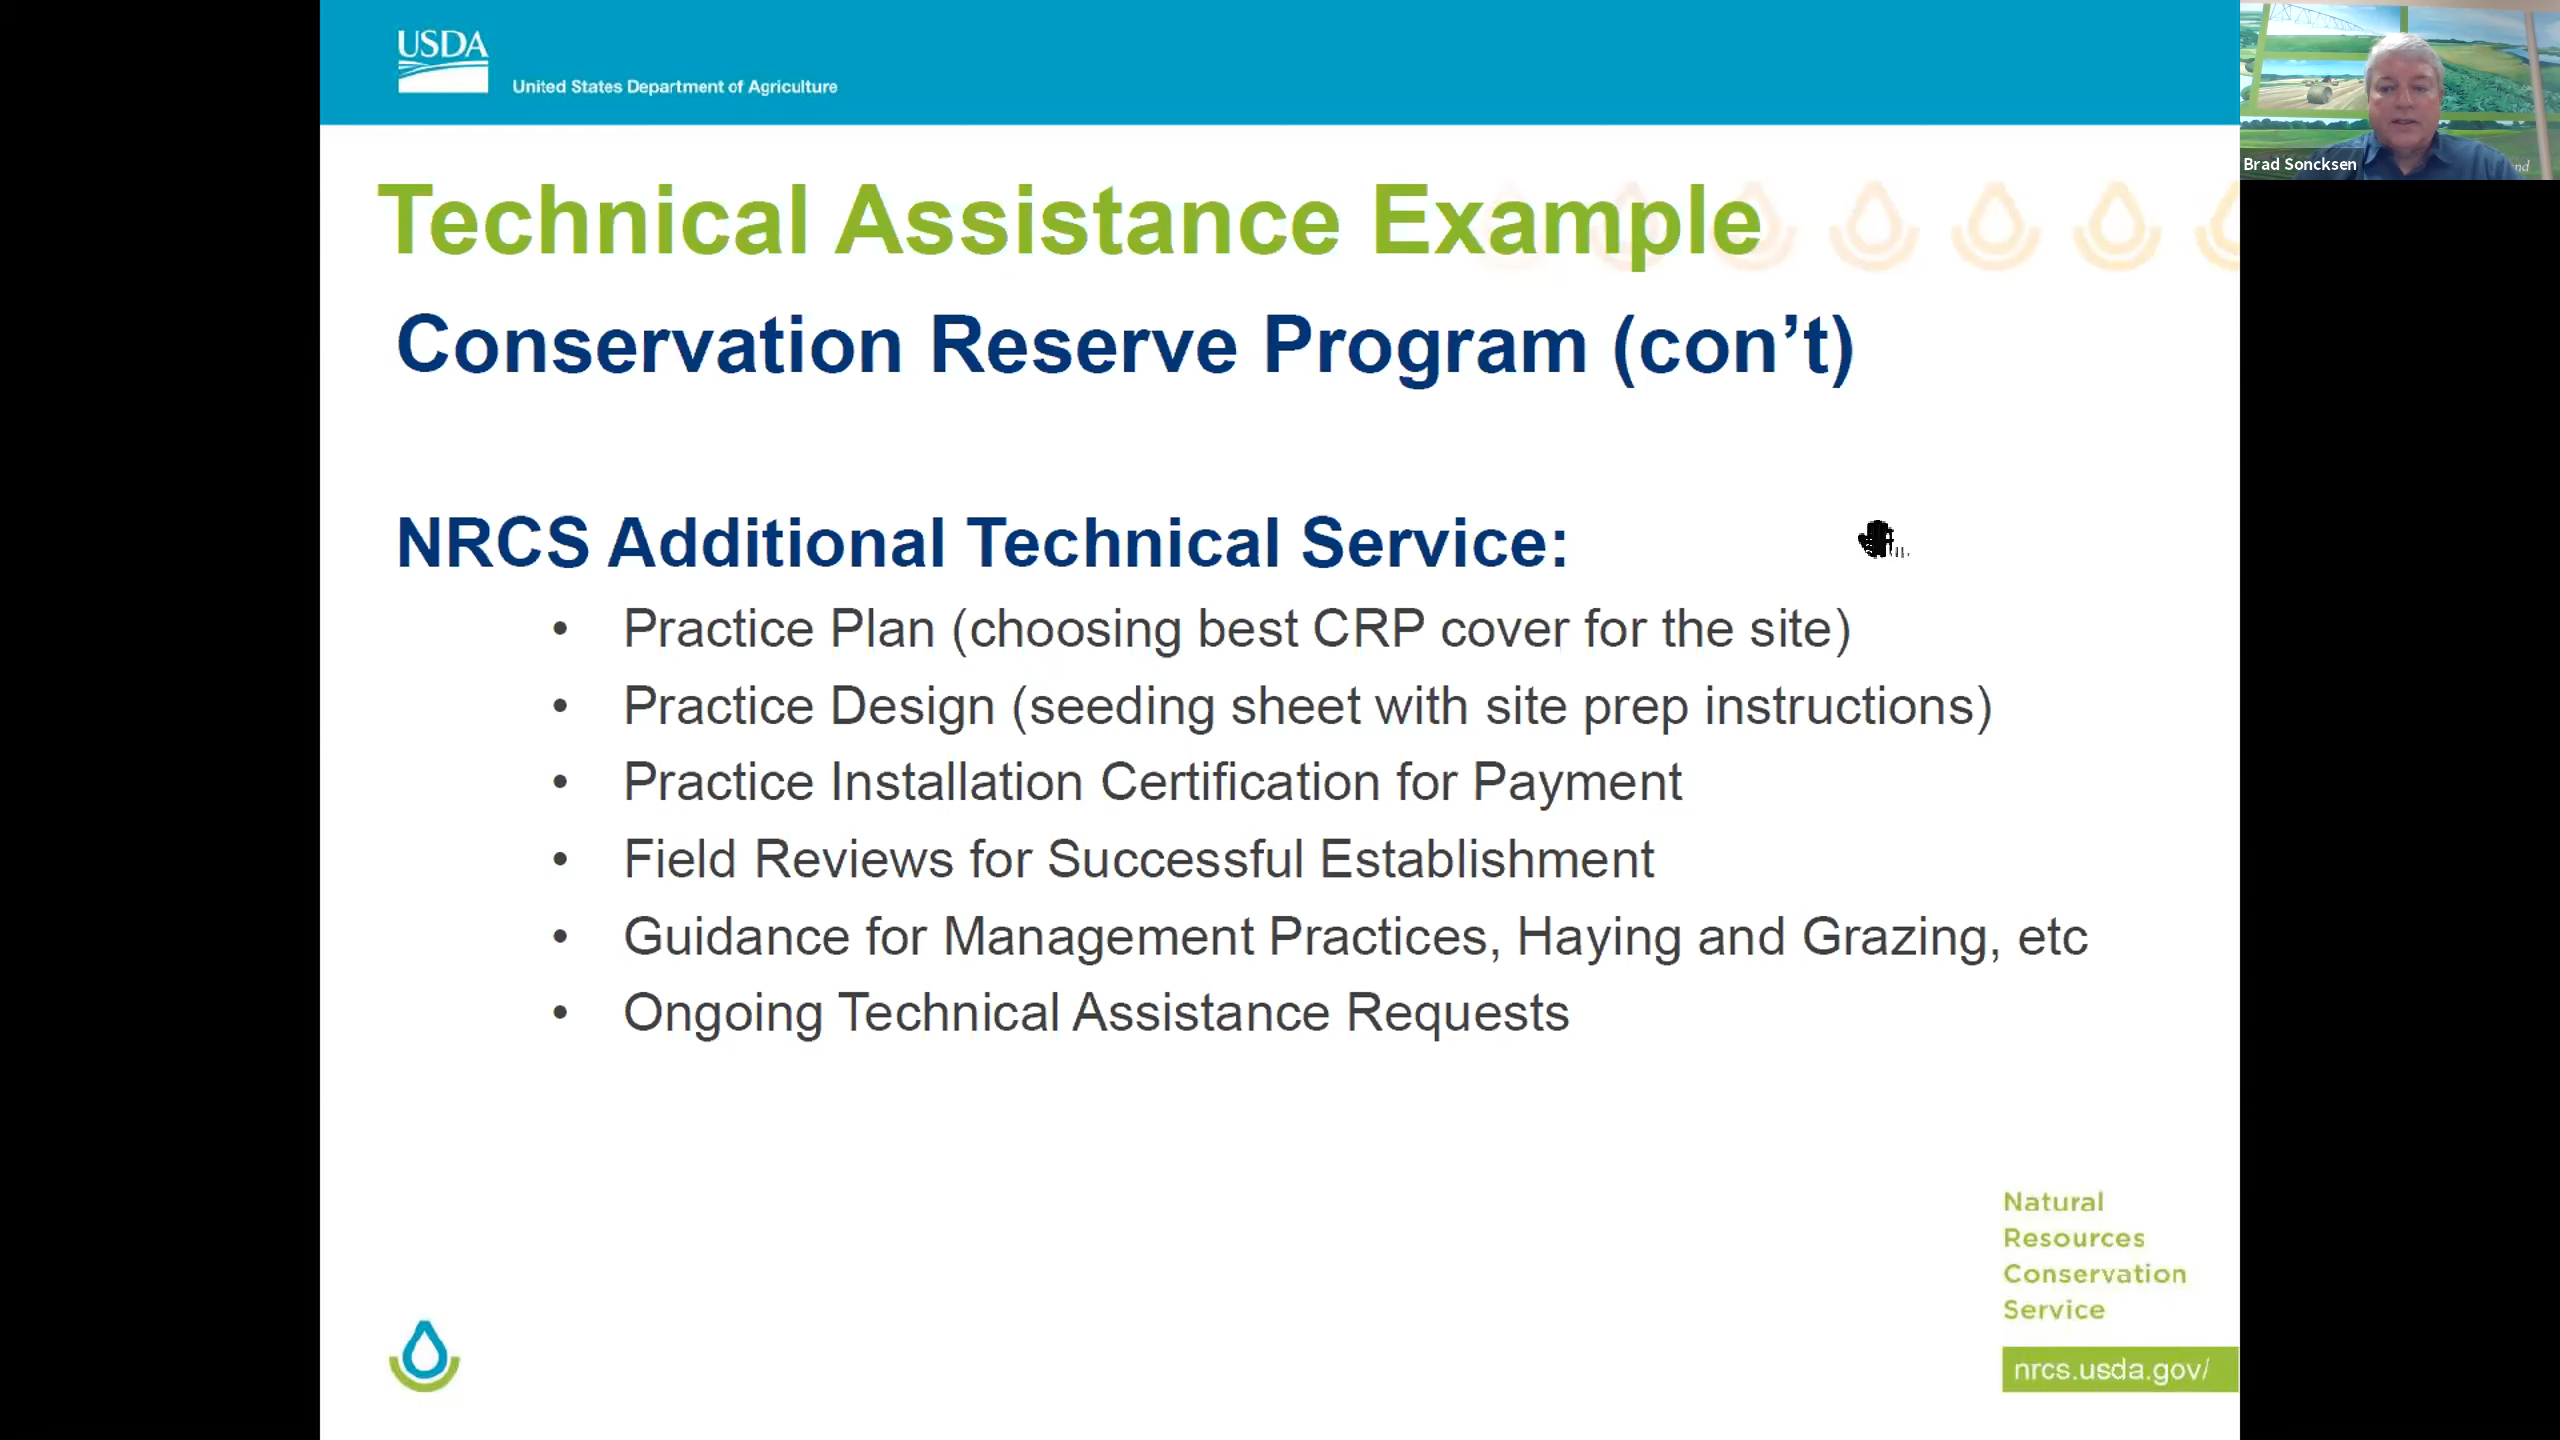 USDA
United States Department of Agriculture
Brad Soncksen
nd
Technical Assistance Example
Conservation Reserve Program (con’t)
NRCS Additional Technical Service:
• Practice Plan (choosing best CRP cover for the site)
• Practice Design (seeding sheet with site prep instructions)
• Practice Installation Certification for Payment
• Field Reviews for Successful Establishment
• Guidance for Management Practices, Haying and Grazing, etc
• Ongoing Technical Assistance Requests
Natural
Resources
Conservation
Service
nrcs.usda.gov/